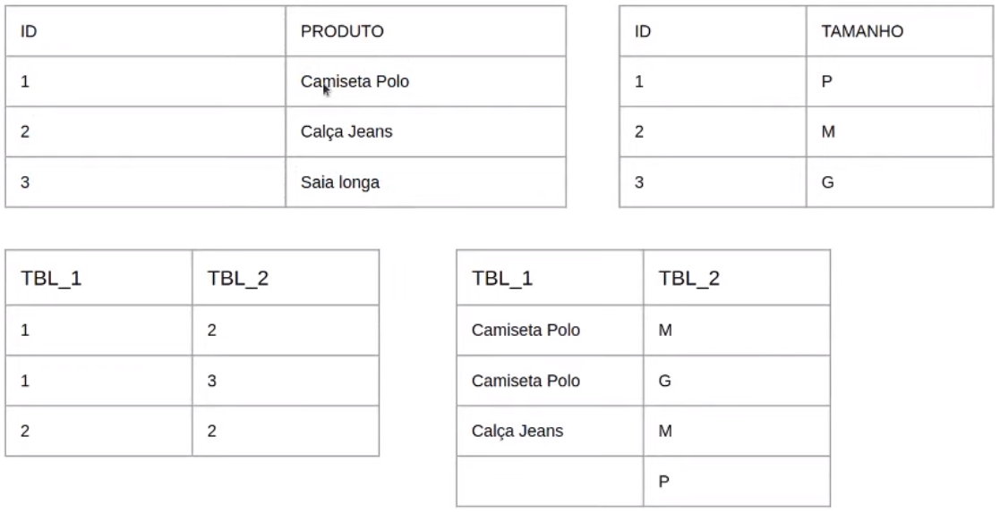 ID PRODUTO
1 Camiseta Polo
2 Calça Jeans
3 Saia longa
ID TAMANHO
1 P
2 M
3 G
TBL_1 TBL_2
1 2
1 3
2 2
TBL_1 TBL_2
Camiseta Polo M
Camiseta Polo G
Calça Jeans M
P